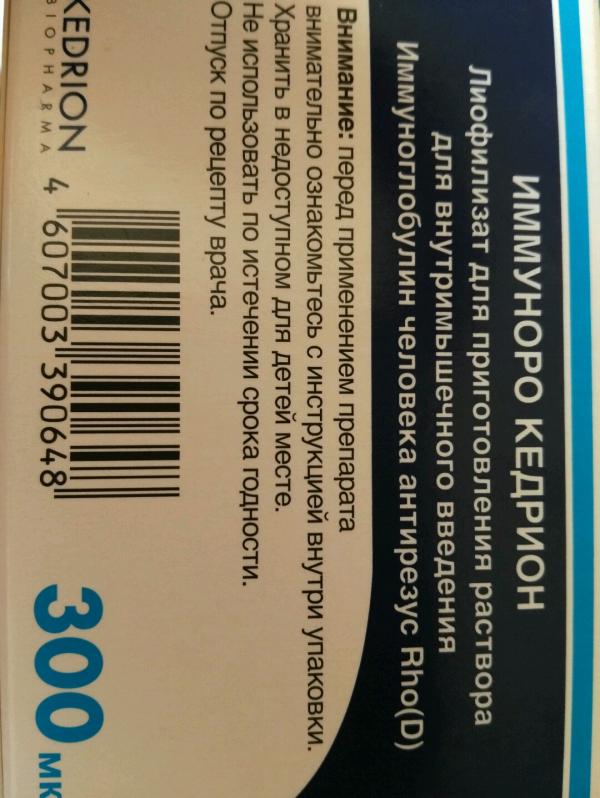 ИММУНОРО КЕДРИОН
Лиофилизат для приготовления раствора
для внутримышечного введения
Иммуноглобулин человека антирезус Rho(D)
Внимание: перед применением препарата
внимательно ознакомьтесь с инструкцией внутри упаковки.
Хранить в недоступном для детей месте.
Не использовать по истечении срока годности.
Отпуск по рецепту врача.
KEDRION
BIOPHARMA
4 607003 390648
300 мк